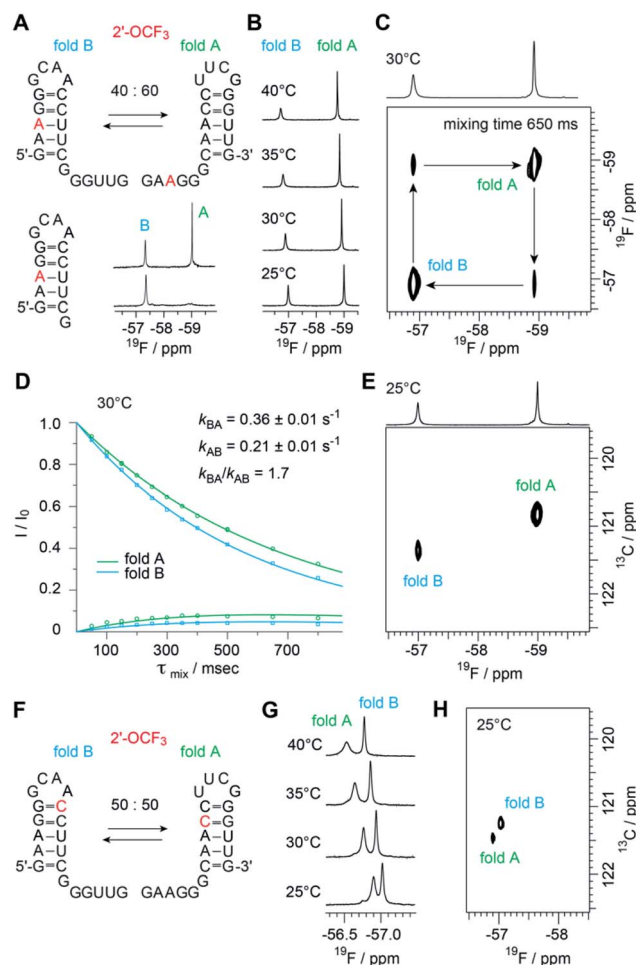 A
2'-OCF3
fold B
fold A
40 : 60
C A
G A
G C
G=C
G=C
A–U
A–U
5'-G=C
G
GGUUG GAAGG
U U
U C
C G
C=G
C=G
A–U
A–U
C=G-3'
G
C A
G A
G C
G=C
G=C
A–U
A–U
5'-G=C
G
B
A
-57 -58 -59
19F / ppm
B
fold B
fold A
40°C
35°C
30°C
25°C
-57 -58 -59
19F / ppm
C
30°C
mixing time 650 ms
fold A
fold B
-59
-58
-57
19F / ppm
-57 -58 -59
19F / ppm
D
30°C
kBA = 0.36 ± 0.01 s-1
kAB = 0.21 ± 0.01 s-1
kBA/kAB = 1.7
1.0
0.8
0.6
0.4
0.2
0
I / I0
fold A
fold B
100 300 500 700
τ mix / msec
E
25°C
fold A
fold B
120
121
122
13C / ppm
-57 -58 -59
19F / ppm
F
2'-OCF3
fold B
fold A
50 : 50
5'-G
GGUUG GAAGG
G-3'
G
fold A
fold B
40°C
35°C
30°C
25°C
-56.5 -57.0
19F / ppm
H
25°C
fold B
fold A
120
121
122
13C / ppm
-57 -58
19F / ppm